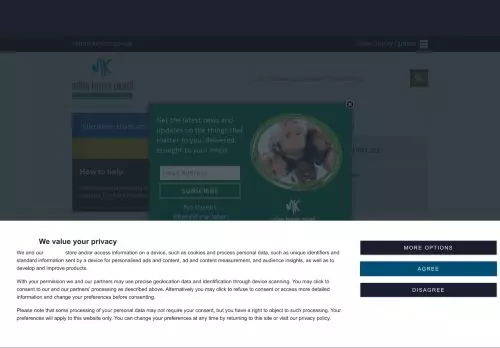 milton keynes council
Ukraine
How to help
Get the latest news and
updates on the things that
matter to you, delivered
straight to your inbox
SUBSCRIBE
No thanks
We value your privacy
We and our store and/or access information on a device, such as cookies and process personal data, such as unique identifiers and
standard information sent by a device for personalised ads and content, ad and content measurement, and audience insights, as well as to
develop and improve products.
With your permission we and our partners may use precise geolocation data and identification through device scanning. You may click to
consent to our and our partners' processing as described above. Alternatively you may click to refuse to consent or access more detailed
information and change your preferences before consenting.
Please note that some processing of your personal data may not require your consent, but you have a right to object to such processing. Your
preferences will apply to this website only. You can change your preferences at any time by returning to this site or visit our privacy policy.
MORE OPTIONS
AGREE
DISAGREE